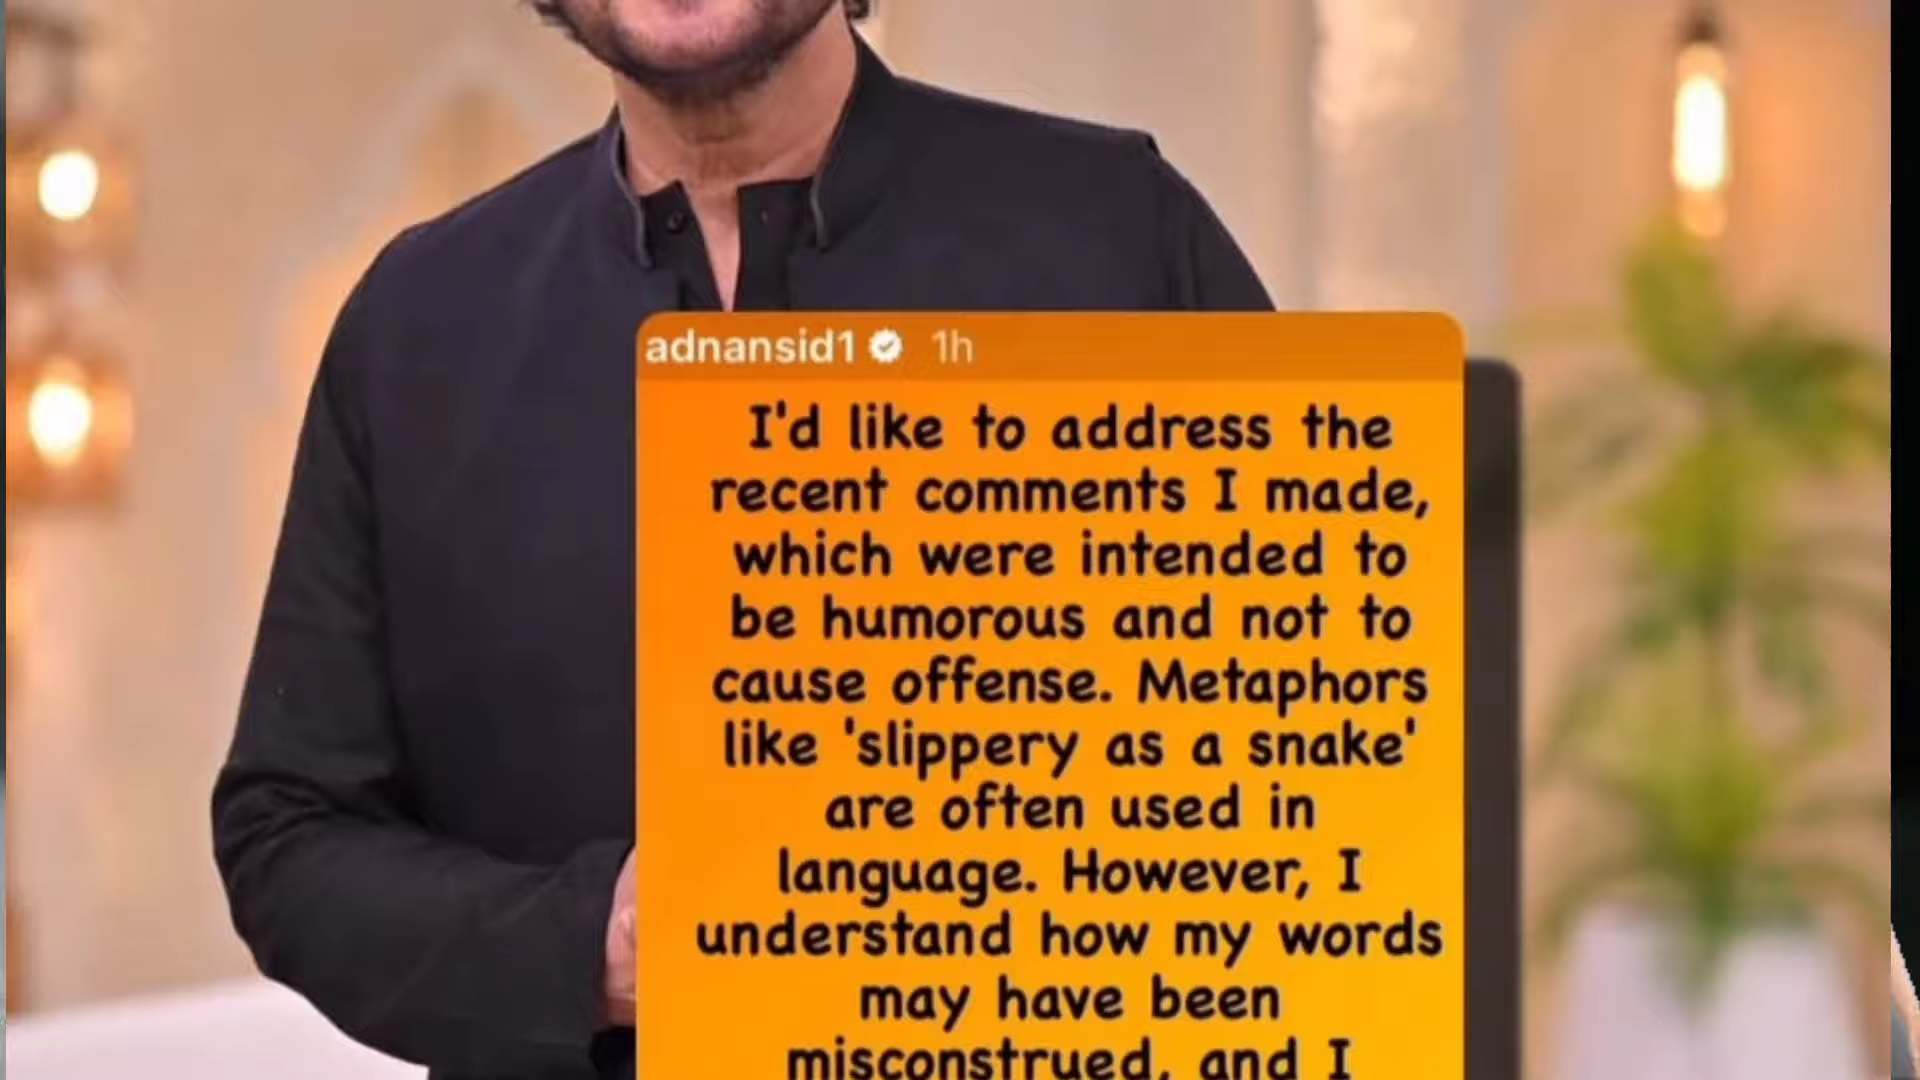 adnansid1 1h
I'd like to address the
recent comments I made,
which were intended to
be humorous and not to
cause offense. Metaphors
like 'slippery as a snake'
are often used in
language. However, I
understand how my words
may have been
misconstrued, and I